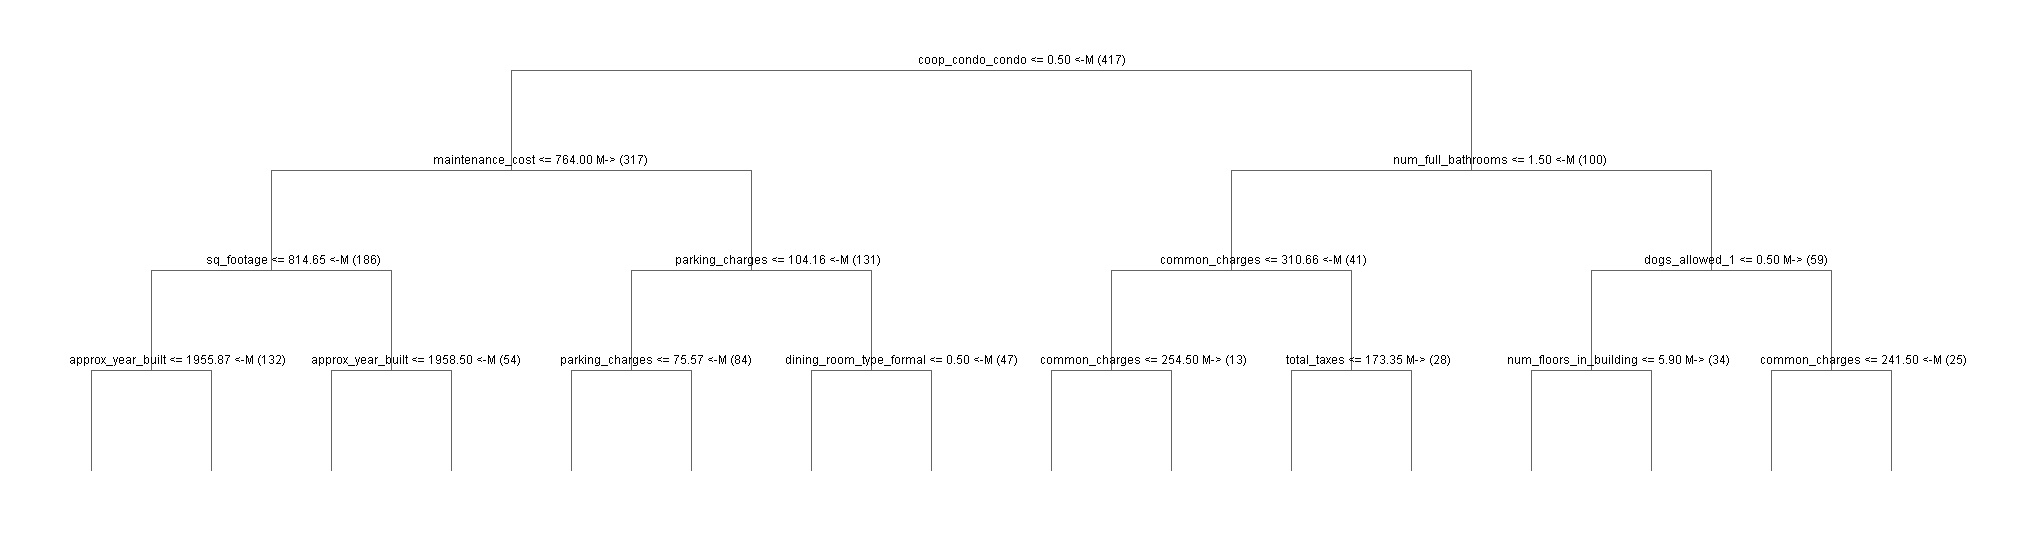 coop_condo_condo <= 0.50 <-M (417)
maintenance_cost <= 764.00 M-> (317)
num_full_bathrooms <= 1.50 <-M (100)
sq_footage <= 814.65 <-M (186)
parking_charges <= 104.16 <-M (131)
common_charges <= 310.66 <-M (41)
dogs_allowed_1 <= 0.50 M-> (59)
approx_year_built <= 1955.87 <-M (132)
approx_year_built <= 1958.50 <-M (54)
parking_charges <= 75.57 <-M (84)
dining_room_type_formal <= 0.50 <-M (47)
common_charges <= 254.50 M-> (13)
total_taxes <= 173.35 M-> (28)
num_floors_in_building <= 5.90 M-> (34)
common_charges <= 241.50 <-M (25)